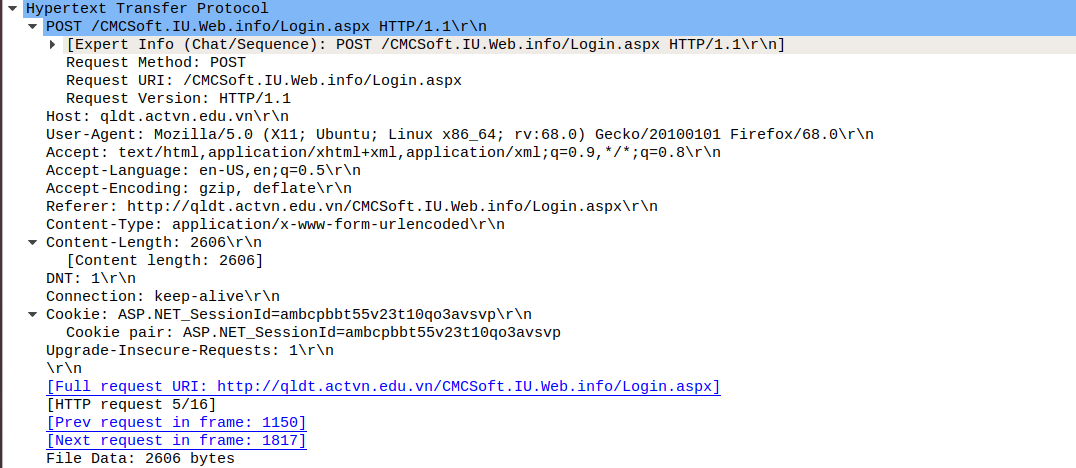 Hypertext Transfer Protocol
POST /CMCSoft.IU.Web.info/Login.aspx HTTP/1.1\r\n
[Expert Info (Chat/Sequence): POST /CMCSoft.IU.Web.info/Login.aspx HTTP/1.1\r\n]
Request Method: POST
Request URI: /CMCSoft.IU.Web.info/Login.aspx
Request Version: HTTP/1.1
Host: qldt.actvn.edu.vn\r\n
User-Agent: Mozilla/5.0 (X11; Ubuntu; Linux x86_64; rv:68.0) Gecko/20100101 Firefox/68.0\r\n
Accept: text/html,application/xhtml+xml,application/xml;q=0.9,*/*;q=0.8\r\n
Accept-Language: en-US,en;q=0.5\r\n
Accept-Encoding: gzip, deflate\r\n
Referer: http://qldt.actvn.edu.vn/CMCSoft.IU.Web.info/Login.aspx\r\n
Content-Type: application/x-www-form-urlencoded\r\n
Content-Length: 2606\r\n
[Content length: 2606]
DNT: 1\r\n
Connection: keep-alive\r\n
Cookie: ASP.NET_SessionId=ambcpbbt55v23t10qo3avsvp\r\n
Cookie pair: ASP.NET_SessionId=ambcpbbt55v23t10qo3avsvp
Upgrade-Insecure-Requests: 1\r\n
\r\n
[Full request URI: http://qldt.actvn.edu.vn/CMCSoft.IU.Web.info/Login.aspx]
[HTTP request 5/16]
[Prev request in frame: 1150]
[Next request in frame: 1817]
File Data: 2606 bytes